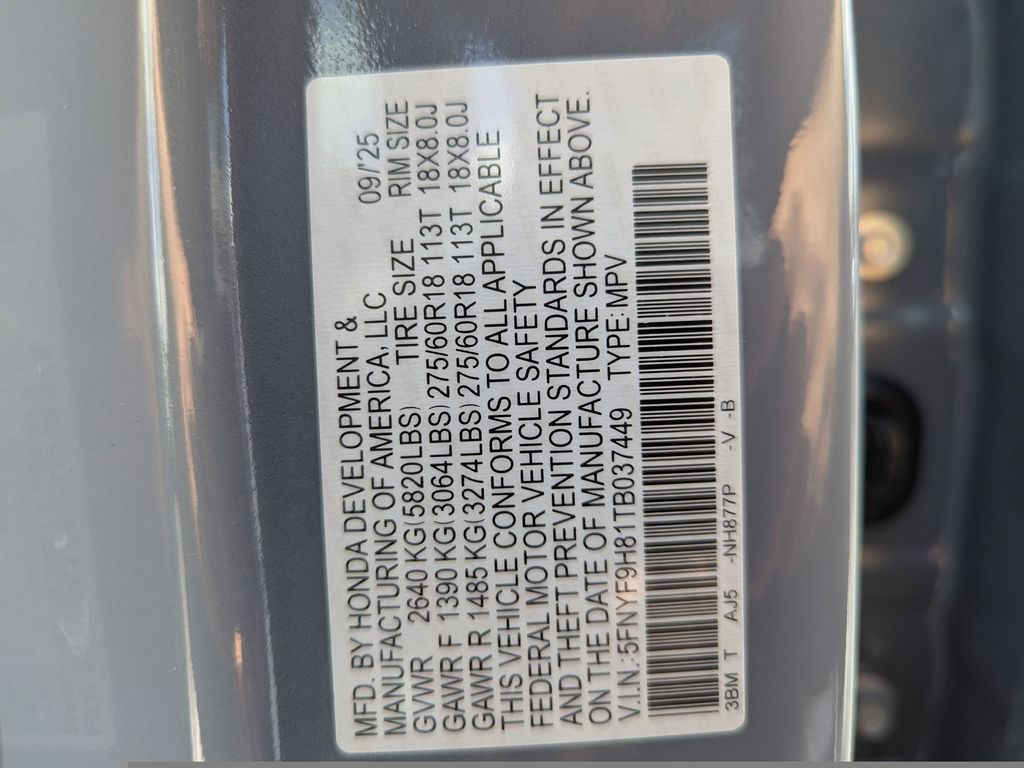 MFD. BY HONDA DEVELOPMENT &
MANUFACTURING OF AMERICA, LLC 09/'25
GVWR 2640 KG(5820LBS) TIRE SIZE RIM SIZE
GAWR F 1390 KG(3064LBS) 275/60R18 113T 18X8.0J
GAWR R 1485 KG(3274LBS) 275/60R18 113T 18X8.0J
THIS VEHICLE CONFORMS TO ALL APPLICABLE
FEDERAL MOTOR VEHICLE SAFETY
AND THEFT PREVENTION STANDARDS IN EFFECT
ON THE DATE OF MANUFACTURE SHOWN ABOVE.
V.I.N.:5FNYF9H81TB037449 TYPE:MPV
3BM T AJ5 -NH877P -V -B